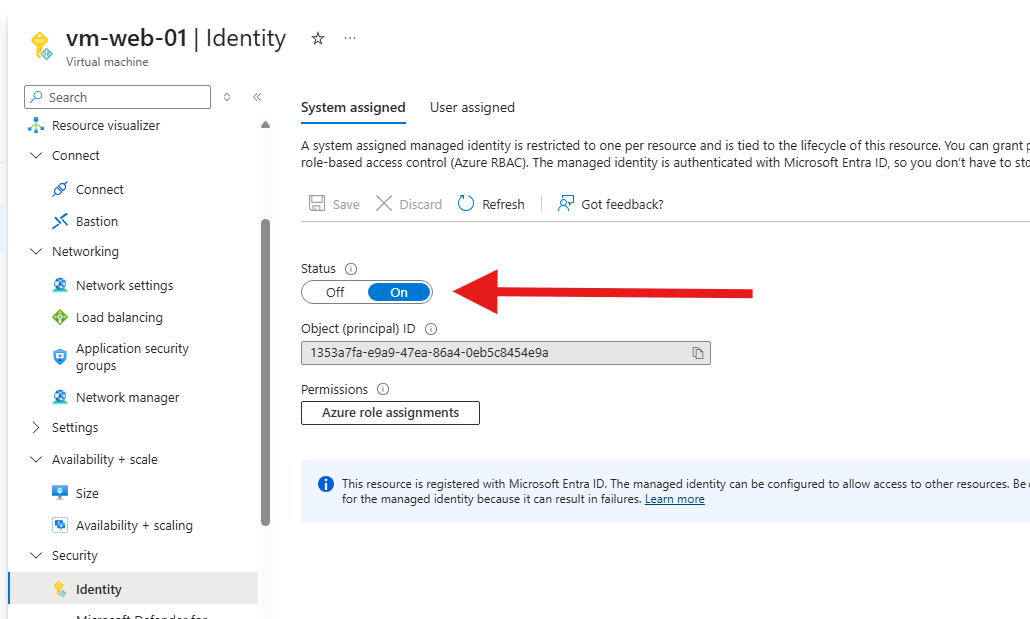 vm-web-01 | Identity
Virtual machine
Search
Resource visualizer
Connect
Connect
Bastion
Networking
Network settings
Load balancing
Application security
groups
Network manager
Settings
Availability + scale
Size
Availability + scaling
Security
Identity
Microsoft Defender for
System assigned User assigned
A system assigned managed identity is restricted to one per resource and is tied to the lifecycle of this resource. You can grant
role-based access control (Azure RBAC). The managed identity is authenticated with Microsoft Entra ID, so you don't have to
Save Discard Refresh Got feedback?
Status
Off On
Object (principal) ID
1353a7fa-e9a9-47ea-86a4-0eb5c8454e9a
Permissions
Azure role assignments
This resource is registered with Microsoft Entra ID. The managed identity can be configured to allow access to other resources. Be
for the managed identity because it can result in failures. Learn more